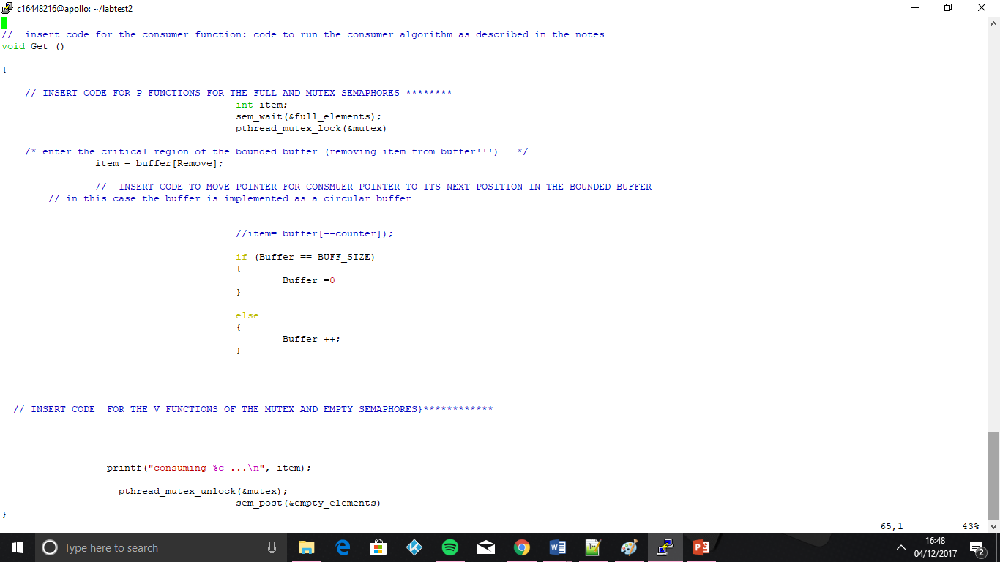 c16448216@apollo: ~/labtest2
// insert code for the consumer function: code to run the consumer algorithm as described in the notes
void Get ()
{
// INSERT CODE FOR P FUNCTIONS FOR THE FULL AND MUTEX SEMAPHORES ********
int item;
sem_wait(&full_elements);
pthread_mutex_lock(&mutex)
/* enter the critical region of the bounded buffer (removing item from buffer!!!) */
item = buffer[Remove];
// INSERT CODE TO MOVE POINTER FOR CONSMUER POINTER TO ITS NEXT POSITION IN THE BOUNDED BUFFER
// in this case the buffer is implemented as a circular buffer
//item= buffer[--counter]);
if (Buffer == BUFF_SIZE)
{
Buffer =0
}
else
{
Buffer ++;
}
// INSERT CODE FOR THE V FUNCTIONS OF THE MUTEX AND EMPTY SEMAPHORES}************
printf("consuming %c ...\n", item);
pthread_mutex_unlock(&mutex);
sem_post(&empty_elements)
}
65,1 43%
Type here to search
16:48
04/12/2017
2